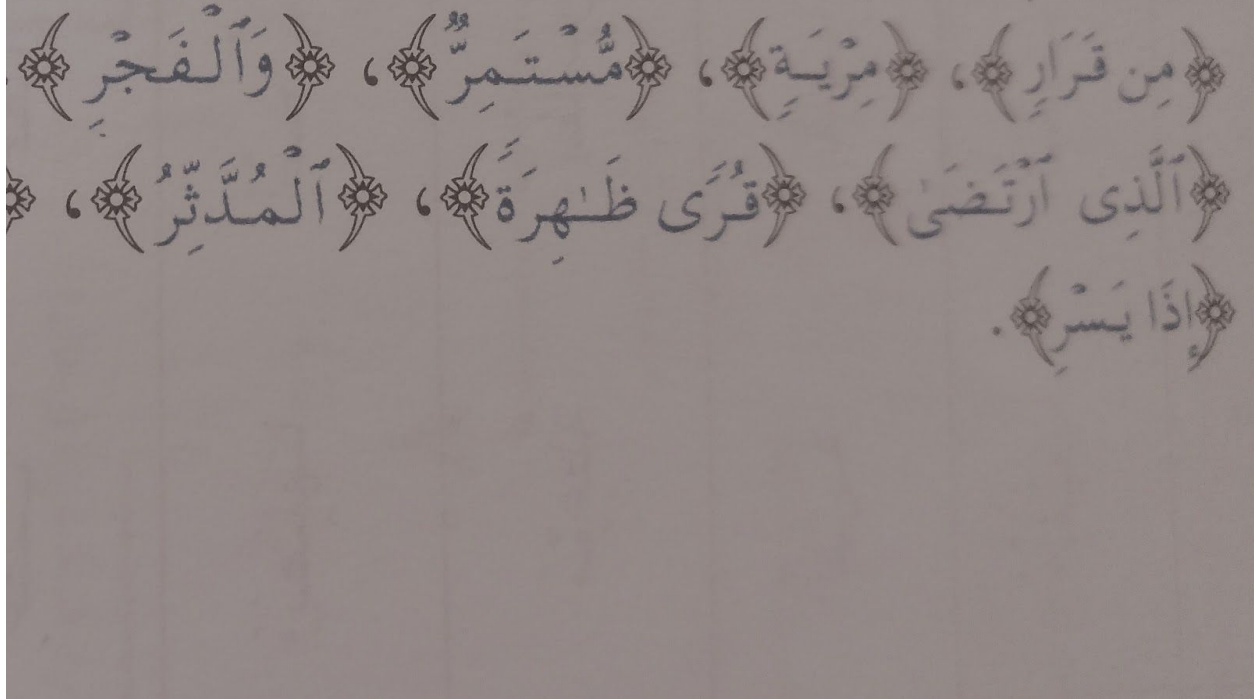 ﴿مِن قَرَارٍ﴾، ﴿مِرْيَةٍ﴾، ﴿مُّسْتَمِرٌّ﴾، ﴿وَٱلْفَجْرِ﴾،
﴿ٱلَّذِى ٱرْتَضَىٰ﴾، ﴿قُرًى ظَـٰهِرَةً﴾، ﴿ٱلْمُدَّثِّرُ﴾،
﴿إِذَا يَسْرِ﴾.